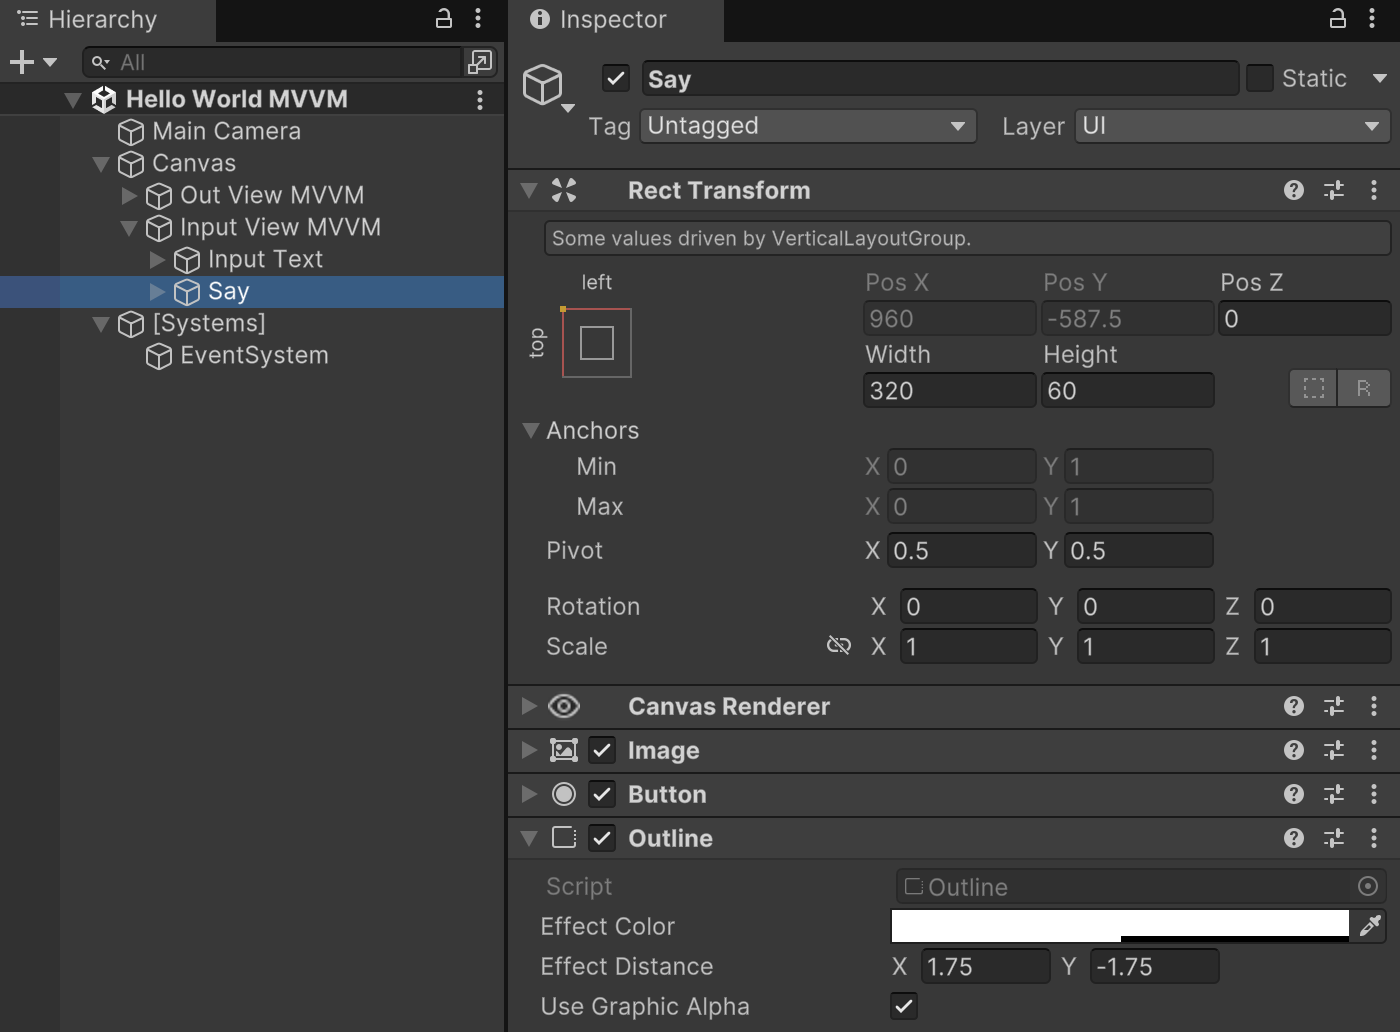 Hierarchy
All
Hello World MVVM
Main Camera
Canvas
Out View MVVM
Input View MVVM
Input Text
Say
[Systems]
EventSystem
Inspector
Say
Static
Tag Untagged Layer UI
Rect Transform
Some values driven by VerticalLayoutGroup.
left Pos X Pos Y Pos Z
top 960 -587.5 0
Width Height
320 60 R
Anchors
Min X 0 Y 1
Max X 0 Y 1
Pivot X 0.5 Y 0.5
Rotation X 0 Y 0 Z 0
Scale X 1 Y 1 Z 1
Canvas Renderer
Image
Button
Outline
Script Outline
Effect Color
Effect Distance X 1.75 Y -1.75
Use Graphic Alpha